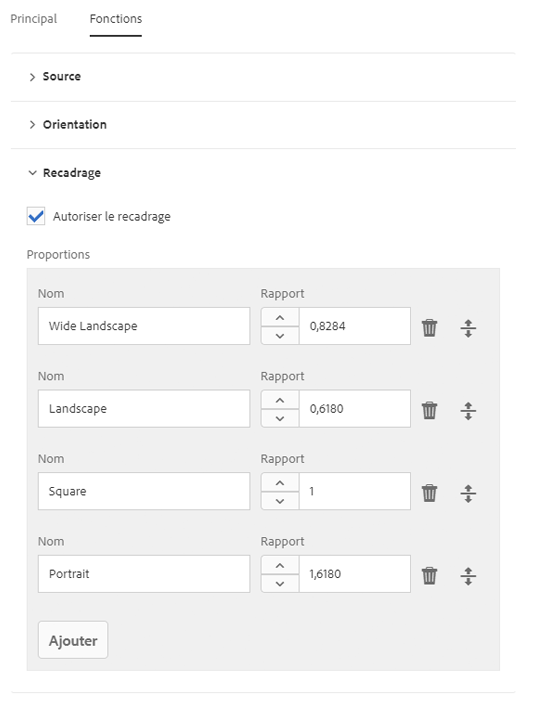 Principal Fonctions
Source
Orientation
Recadrage
Autoriser le recadrage
Proportions
Nom Rapport
Wide Landscape 0,8284
Nom Rapport
Landscape 0,6180
Nom Rapport
Square 1
Nom Rapport
Portrait 1,6180
Ajouter